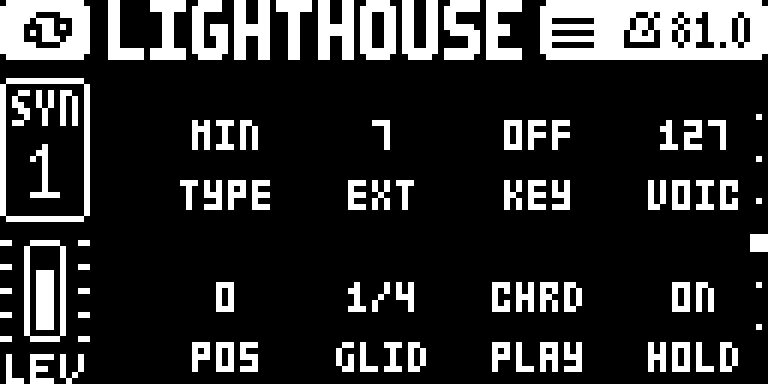 LIGHTHOUSE 81.0
SYN
1
MIN 7 OFF 127
TYPE EXT KEY VOIC
0 1/4 CHRD ON
POS GLID PLAY HOLD
LEV